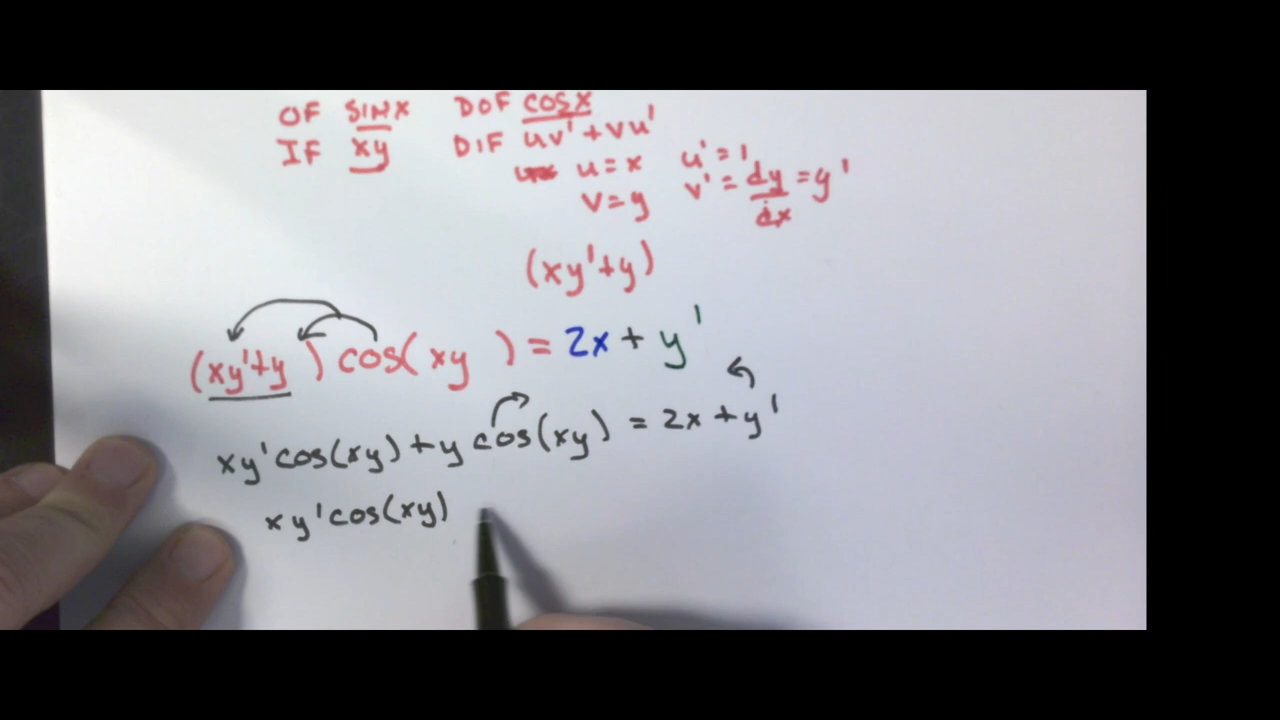 OF SINX DOF COSX
IF xy DIF uv' + vu'
u = x u' = 1
v = y v' = dy/dx = y'
(xy'+y)
(xy'+y) cos(xy) = 2x + y'
xy'cos(xy) + y cos(xy) = 2x + y'
xy'cos(xy)